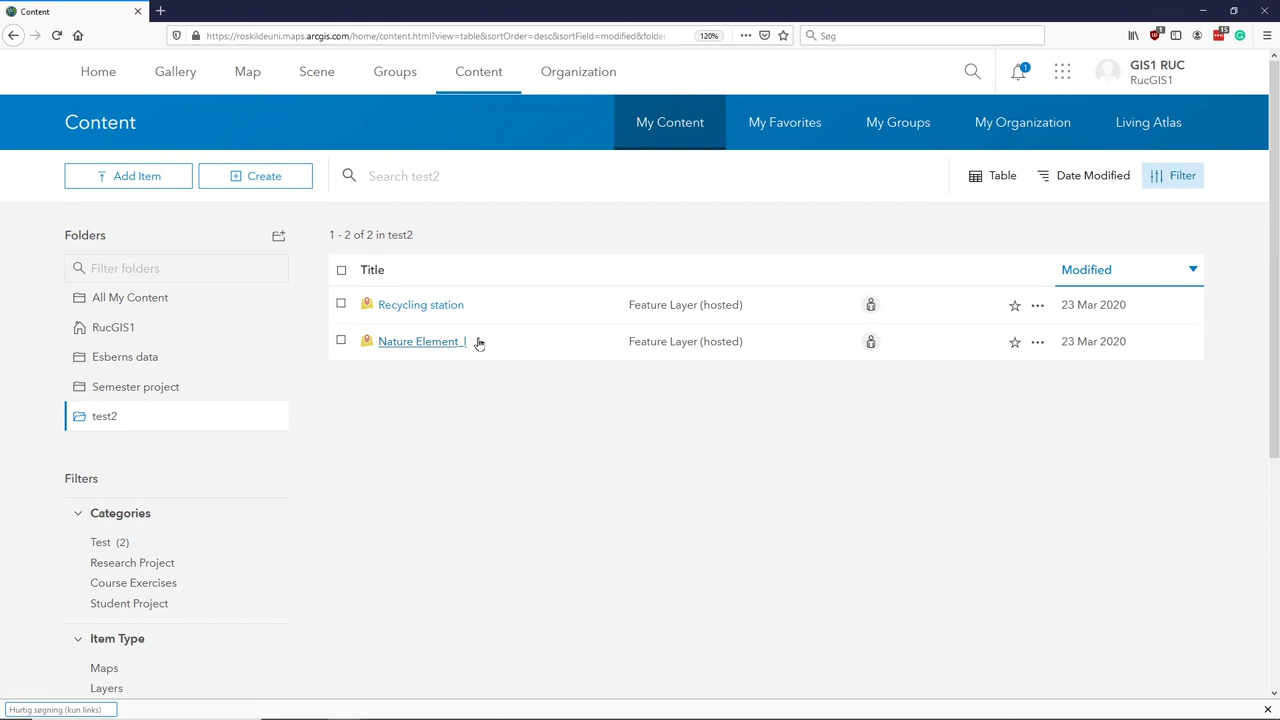 Content
https://roskildeuni.maps.arcgis.com/home/content.html?view=table&sortOrder=desc&sortField=modified&folder
120%
Søg
1
15
Home
Gallery
Map
Scene
Groups
Content
Organization
1
GIS1 RUC
RucGIS1
Content
My Content
My Favorites
My Groups
My Organization
Living Atlas
Add Item
Create
Search test2
Table
Date Modified
Filter
Folders
1 - 2 of 2 in test2
Filter folders
Title
Modified
All My Content
Recycling station
Feature Layer (hosted)
23 Mar 2020
RucGIS1
Nature Element_l
Feature Layer (hosted)
23 Mar 2020
Esberns data
Semester project
test2
Filters
Categories
Test (2)
Research Project
Course Exercises
Student Project
Item Type
Maps
Layers
Hurtig søgning (kun links)